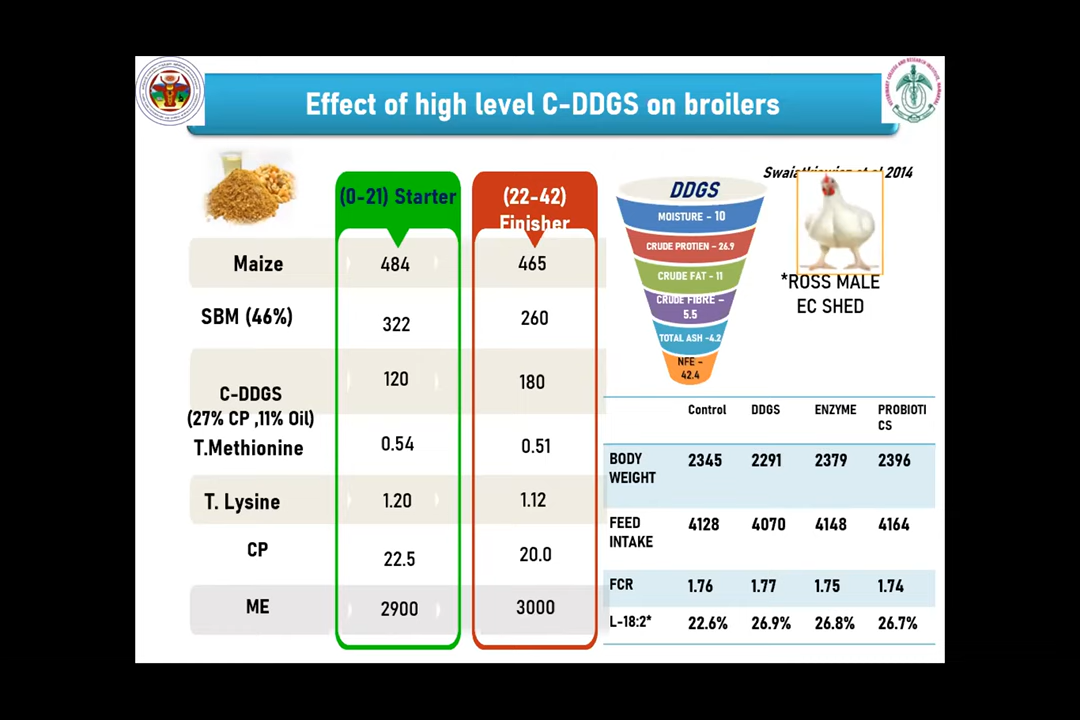 Effect of high level C-DDGS on broilers
(0-21) Starter
(22-42)
Finisher
Maize
484
465
SBM (46%)
322
260
C-DDGS
(27% CP ,11% Oil)
120
180
T.Methionine
0.54
0.51
T. Lysine
1.20
1.12
CP
22.5
20.0
ME
2900
3000
DDGS
MOISTURE - 10
CRUDE PROTIEN - 26.9
CRUDE FAT - 11
CRUDE FIBRE –
5.5
TOTAL ASH -4.2
NFE –
42.4
2014
*ROSS MALE
EC SHED
Control DDGS ENZYME PROBIOTI
CS
BODY
WEIGHT
2345 2291 2379 2396
FEED
INTAKE
4128 4070 4148 4164
FCR 1.76 1.77 1.75 1.74
L-18:2* 22.6% 26.9% 26.8% 26.7%